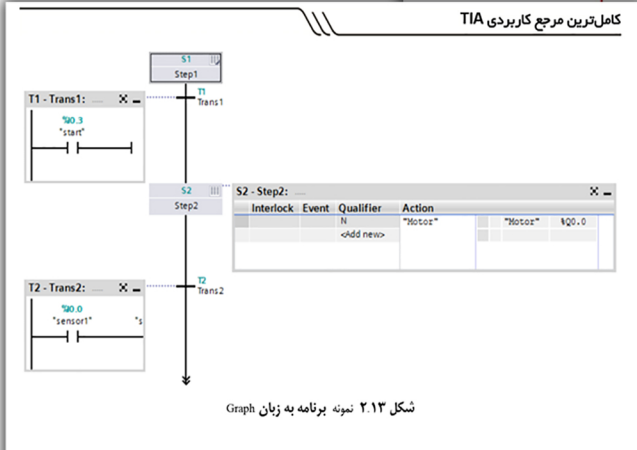 کامل‌ترین مرجع کاربردی TIA
S1
Step1
T1 - Trans1:
T1
Trans1
%I0.3
"start"
S2
Step2
S2 - Step2:
Interlock Event Qualifier Action
N "Motor" "Motor" %Q0.0
<Add new>
T2 - Trans2:
T2
Trans2
%I0.0
"sensor1" "s
شکل ۲.۱۳ نمونه برنامه به زبان Graph